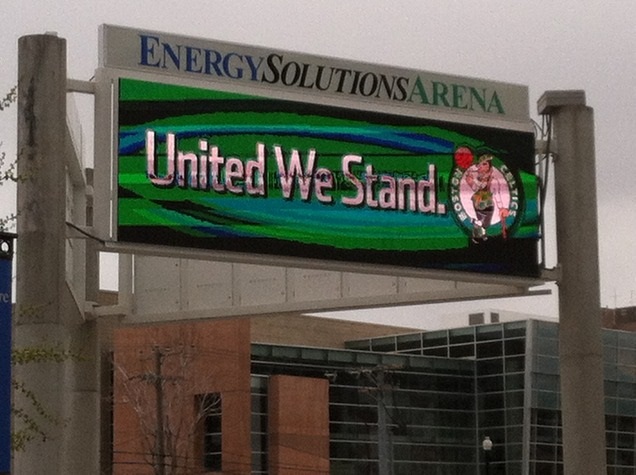 ENERGYSOLUTIONSARENA
United We Stand.
BOSTON CELTICS